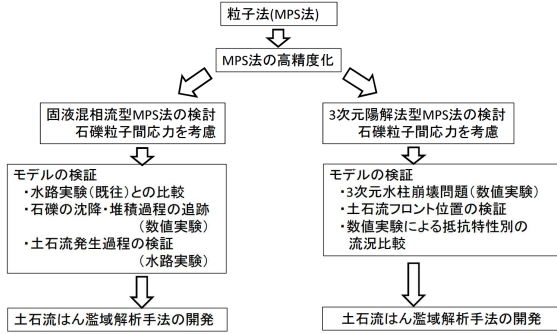 粒子法(MPS法)
MPS法の高精度化
固液混相流型MPS法の検討
石礫粒子間応力を考慮
モデルの検証
・水路実験(既往)との比較
・石礫の沈降・堆積過程の追跡
(数値実験)
・土石流発生過程の検証
(水路実験)
土石流はん濫域解析手法の開発
3次元陽解法型MPS法の検討
石礫粒子間応力を考慮
モデルの検証
・3次元水柱崩壊問題(数値実験)
・土石流フロント位置の検証
・数値実験による抵抗特性別の
流況比較
土石流はん濫域解析手法の開発